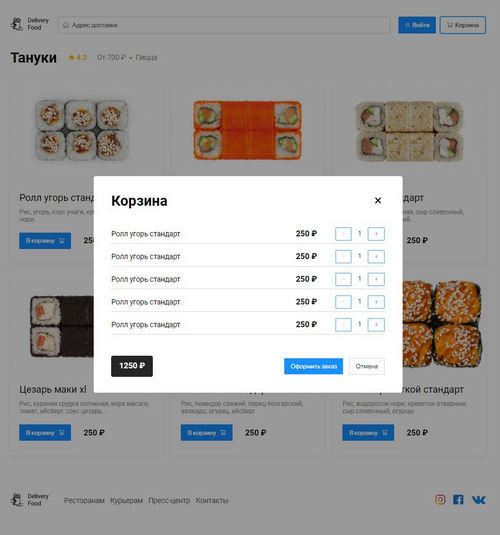 Delivery
Food
Адрес доставки
Войти
Корзина
Тануки
4.2
От 700 ₽ • Пицца
Ролл угорь стандарт
Рис, угорь, соус унаги,
нори.
В корзину
Корзина
Ролл угорь стандарт 250 ₽ - 1 +
Ролл угорь стандарт 250 ₽ - 1 +
Ролл угорь стандарт 250 ₽ - 1 +
Ролл угорь стандарт 250 ₽ - 1 +
Ролл угорь стандарт 250 ₽ - 1 +
1250 ₽
Оформить заказ
Отмена
сыр сливочный,
250 ₽
Цезарь маки xl
Рис, куриная грудка копченая, икра масаго,
томат, айсберг, соус цезарь...
В корзину 250 ₽
Рис, помидор свежий, перец болгарский,
авокадо, огурец, айсберг
В корзину 250 ₽
стандарт
Рис, водоросли нори, креветки отварные,
сыр сливочный, огурцы
В корзину 250 ₽
Delivery
Food
Ресторанам Курьерам Пресс-центр Контакты